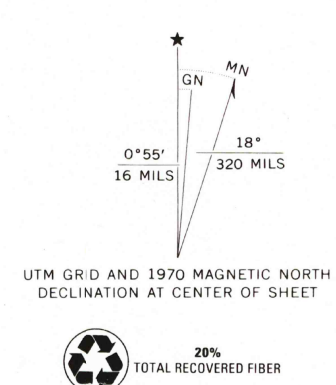 ★
MN
GN
0°55′
16 MILS
18°
320 MILS
UTM GRID AND 1970 MAGNETIC NORTH
DECLINATION AT CENTER OF SHEET
20%
TOTAL RECOVERED FIBER